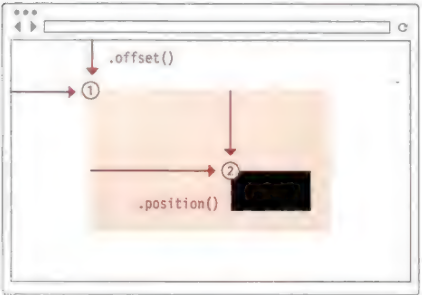 .offset()
1
2
.position()